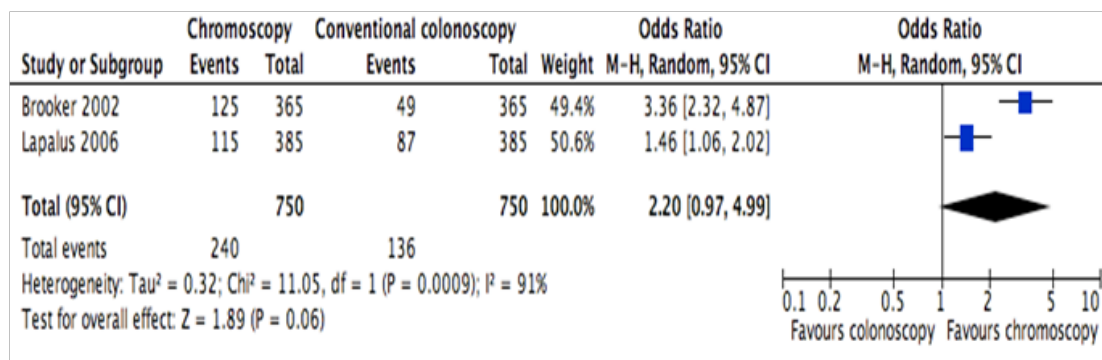 Chromoscopy Conventional colonoscopy Odds Ratio Odds Ratio
Study or Subgroup Events Total Events Total Weight M-H, Random, 95% CI M-H, Random, 95% CI
Brooker 2002 125 365 49 365 49.4% 3.36 [2.32, 4.87]
Lapalus 2006 115 385 87 385 50.6% 1.46 [1.06, 2.02]
Total (95% CI) 750 750 100.0% 2.20 [0.97, 4.99]
Total events 240 136
Heterogeneity: Tau² = 0.32; Chi² = 11.05, df = 1 (P = 0.0009); I² = 91%
Test for overall effect: Z = 1.89 (P = 0.06)
0.1 0.2 0.5 1 2 5 10
Favours colonoscopy Favours chromoscopy